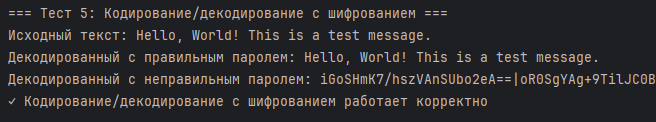 === Тест 5: Кодирование/декодирование с шифрованием ===
Исходный текст: Hello, World! This is a test message.
Декодированный с правильным паролем: Hello, World! This is a test message.
Декодированный с неправильным паролем: iGoSHmK7/hszVAnSUbo2eA==|oR0SgYAg+9TilJC0B
✓ Кодирование/декодирование с шифрованием работает корректно